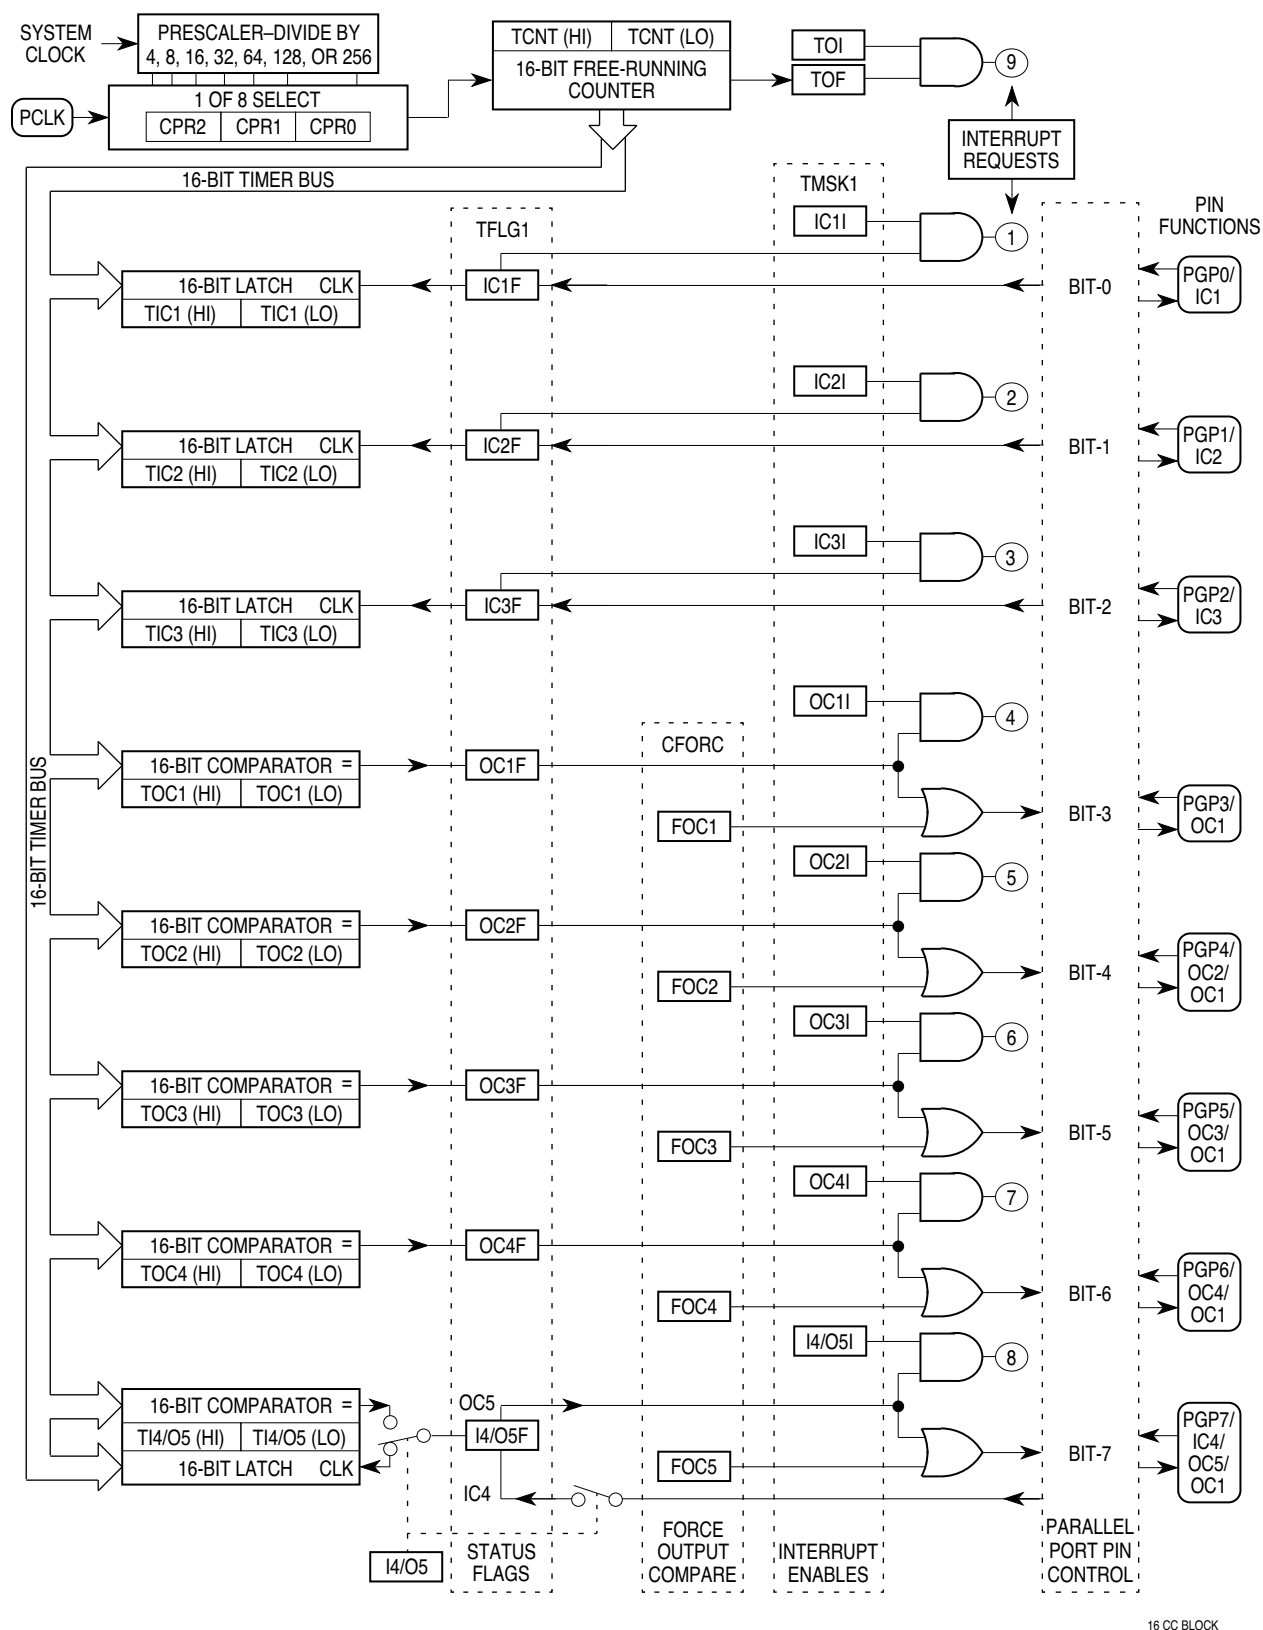 SYSTEM
CLOCK
PRESCALER–DIVIDE BY
4, 8, 16, 32, 64, 128, OR 256
PCLK
1 OF 8 SELECT
CPR2 CPR1 CPR0
TCNT (HI) TCNT (LO)
16-BIT FREE-RUNNING
COUNTER
TOI
TOF
9
INTERRUPT
REQUESTS
16-BIT TIMER BUS
16-BIT TIMER BUS
TFLG1
TMSK1
PIN
FUNCTIONS
IC1I
1
16-BIT LATCH CLK
TIC1 (HI) TIC1 (LO)
IC1F
BIT-0
PGP0/
IC1
IC2I
2
16-BIT LATCH CLK
TIC2 (HI) TIC2 (LO)
IC2F
BIT-1
PGP1/
IC2
IC3I
3
16-BIT LATCH CLK
TIC3 (HI) TIC3 (LO)
IC3F
BIT-2
PGP2/
IC3
OC1I
4
CFORC
16-BIT COMPARATOR =
TOC1 (HI) TOC1 (LO)
OC1F
FOC1
BIT-3
PGP3/
OC1
OC2I
5
16-BIT COMPARATOR =
TOC2 (HI) TOC2 (LO)
OC2F
FOC2
BIT-4
PGP4/
OC2/
OC1
OC3I
6
16-BIT COMPARATOR =
TOC3 (HI) TOC3 (LO)
OC3F
FOC3
BIT-5
PGP5/
OC3/
OC1
OC4I
7
16-BIT COMPARATOR =
TOC4 (HI) TOC4 (LO)
OC4F
FOC4
BIT-6
PGP6/
OC4/
OC1
I4/O5I
8
16-BIT COMPARATOR =
TI4/O5 (HI) TI4/O5 (LO)
16-BIT LATCH CLK
OC5
I4/O5F
IC4
FOC5
BIT-7
PGP7/
IC4/
OC5/
OC1
I4/O5
STATUS
FLAGS
FORCE
OUTPUT
COMPARE
INTERRUPT
ENABLES
PARALLEL
PORT PIN
CONTROL
16 CC BLOCK